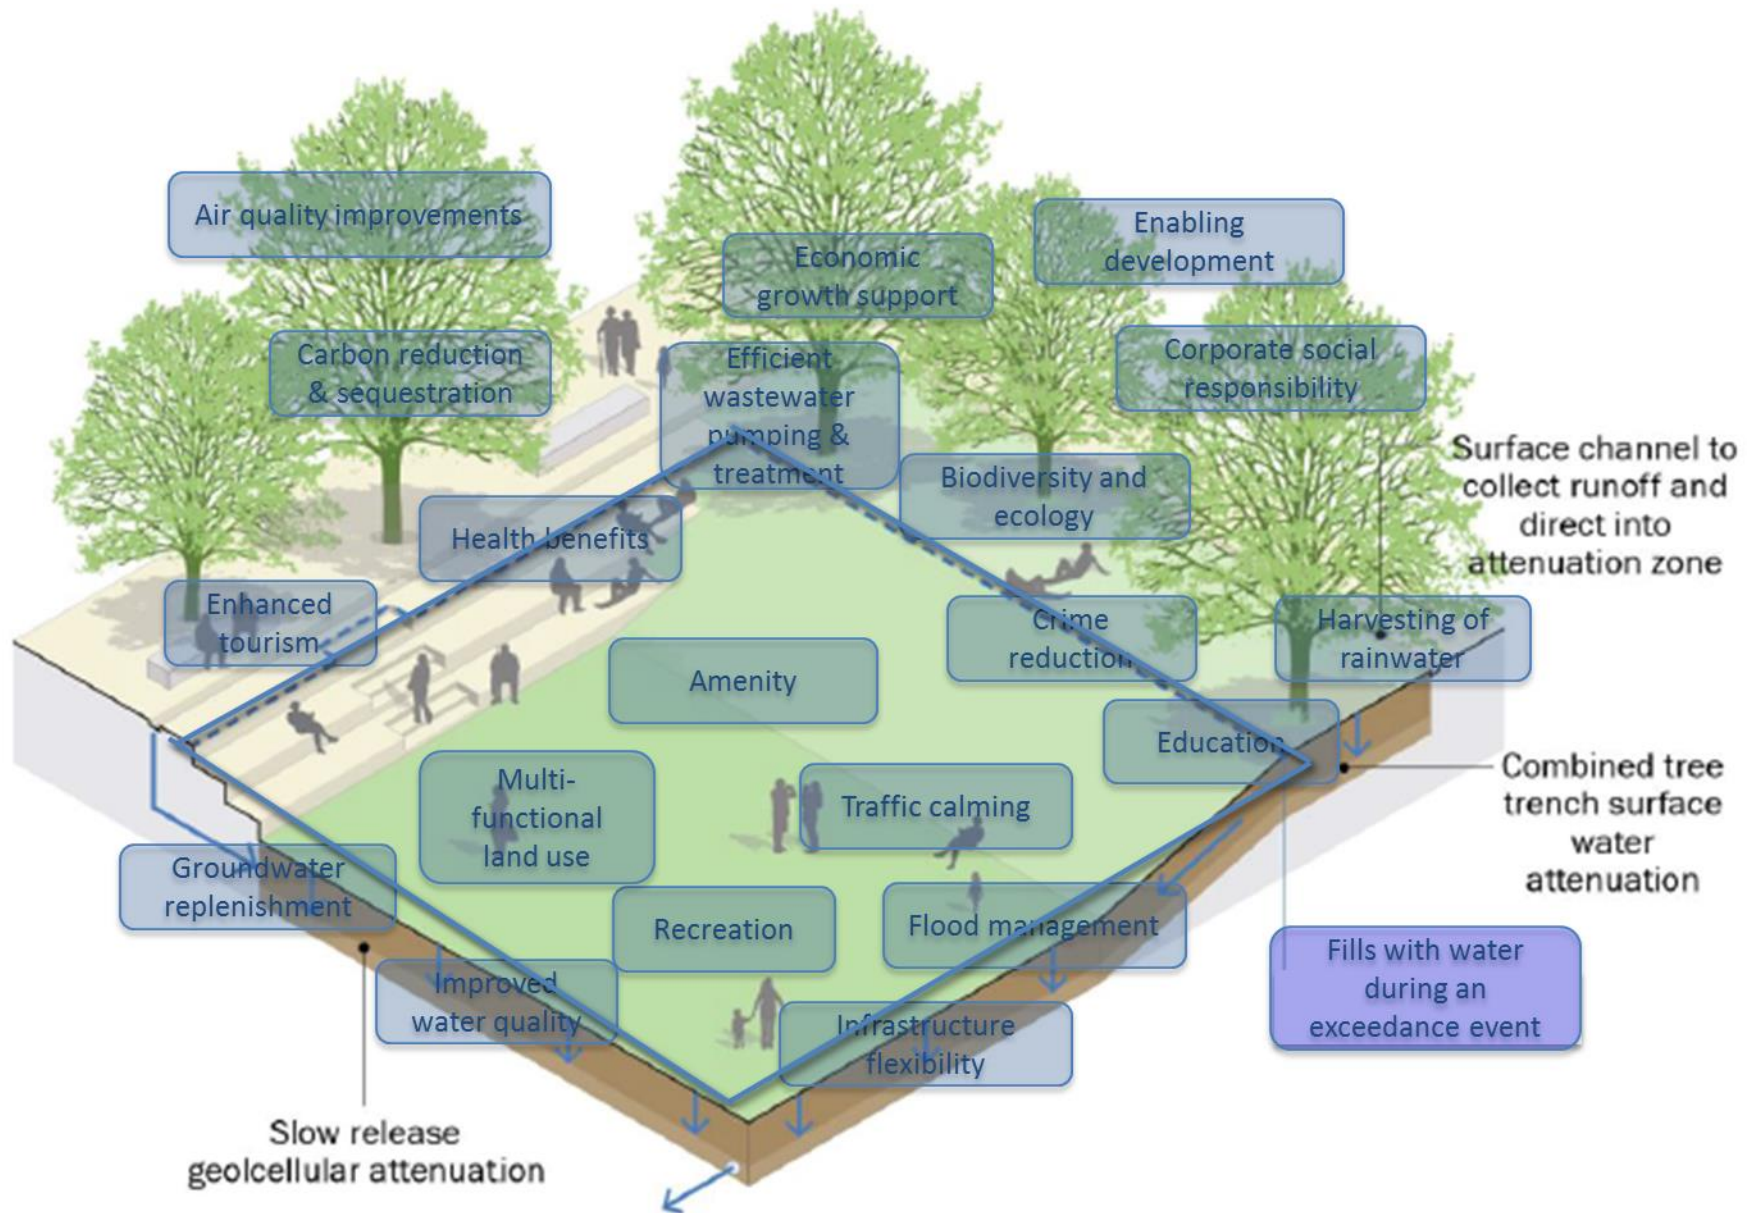 Air quality improvements
Enabling
development
Economic
growth support
Carbon reduction
& sequestration
Efficient
wastewater
pumping &
treatment
Corporate social
responsibility
Surface channel to
collect runoff and
direct into
attenuation zone
Biodiversity and
ecology
Health benefits
Enhanced
tourism
Crime
reduction
Harvesting of
rainwater
Amenity
Education
Multi-
functional
land use
Traffic calming
Combined tree
trench surface
water
attenuation
Groundwater
replenishment
Recreation
Flood management
Fills with water
during an
exceedance event
Improved
water quality
Infrastructure
flexibility
Slow release
geolcellular attenuation